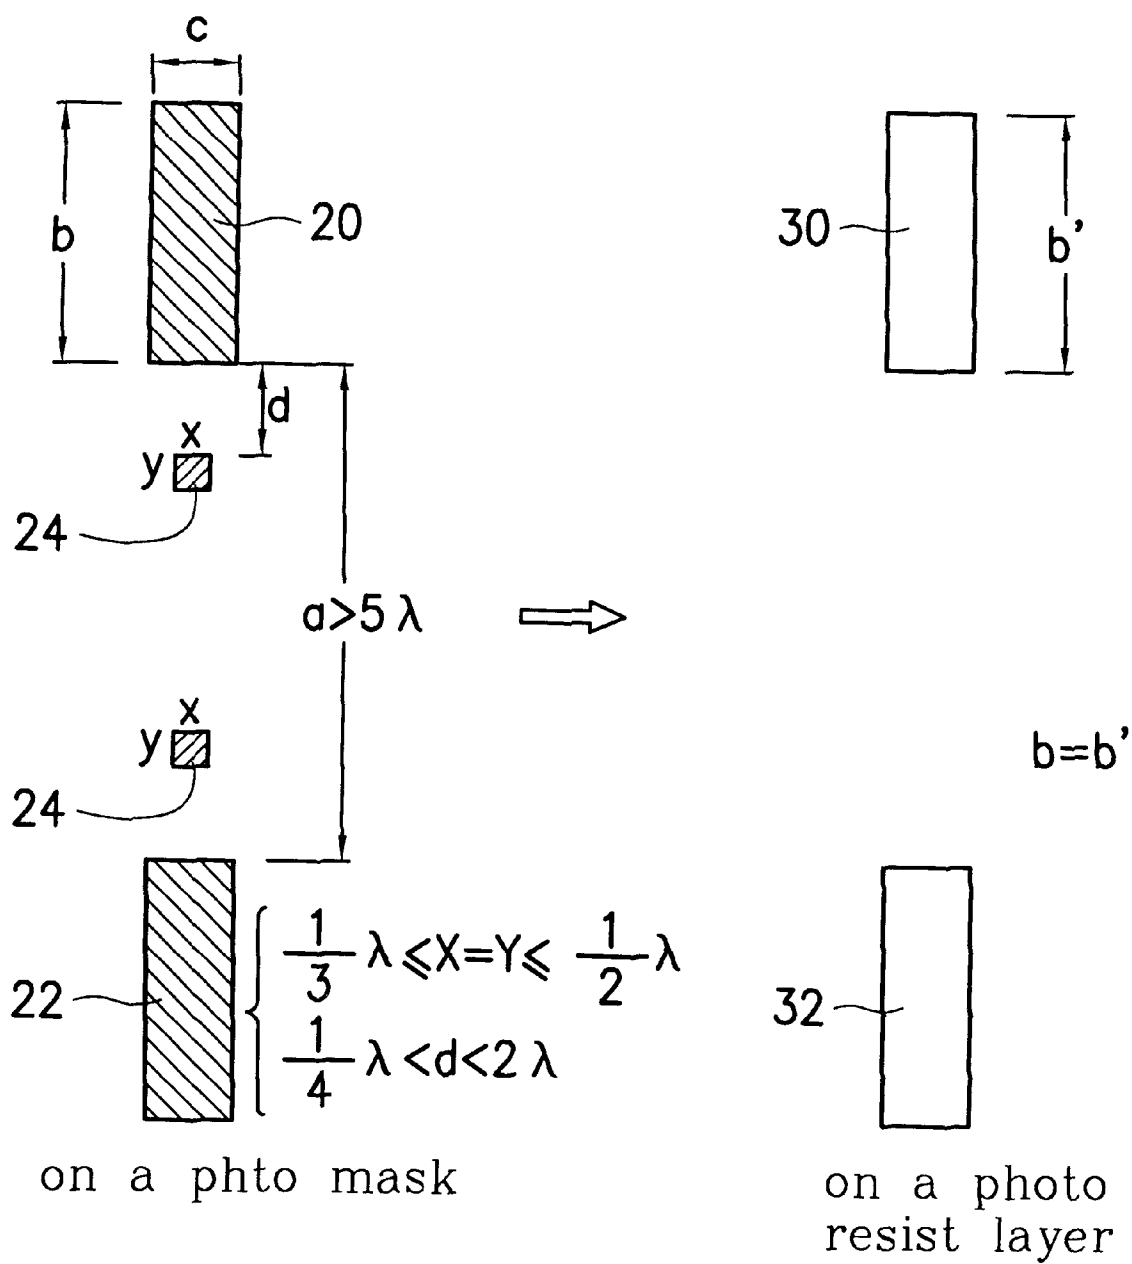 c
b
20
30
b'
d
x
y
24
a>5 λ
x
y
b=b'
24
1/3 λ ≤X=Y≤ 1/2 λ
22
32
1/4 λ <d<2 λ
on a phto mask
on a photo
resist layer